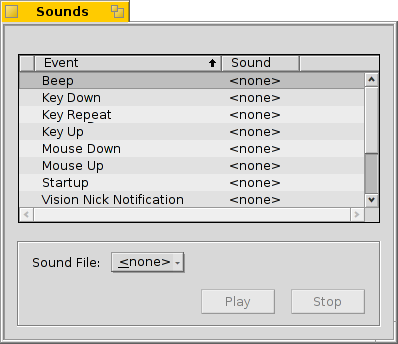 Sounds
Event Sound
Beep <none>
Key Down <none>
Key Repeat <none>
Key Up <none>
Mouse Down <none>
Mouse Up <none>
Startup <none>
Vision Nick Notification <none>
Sound File: <none>
Play Stop